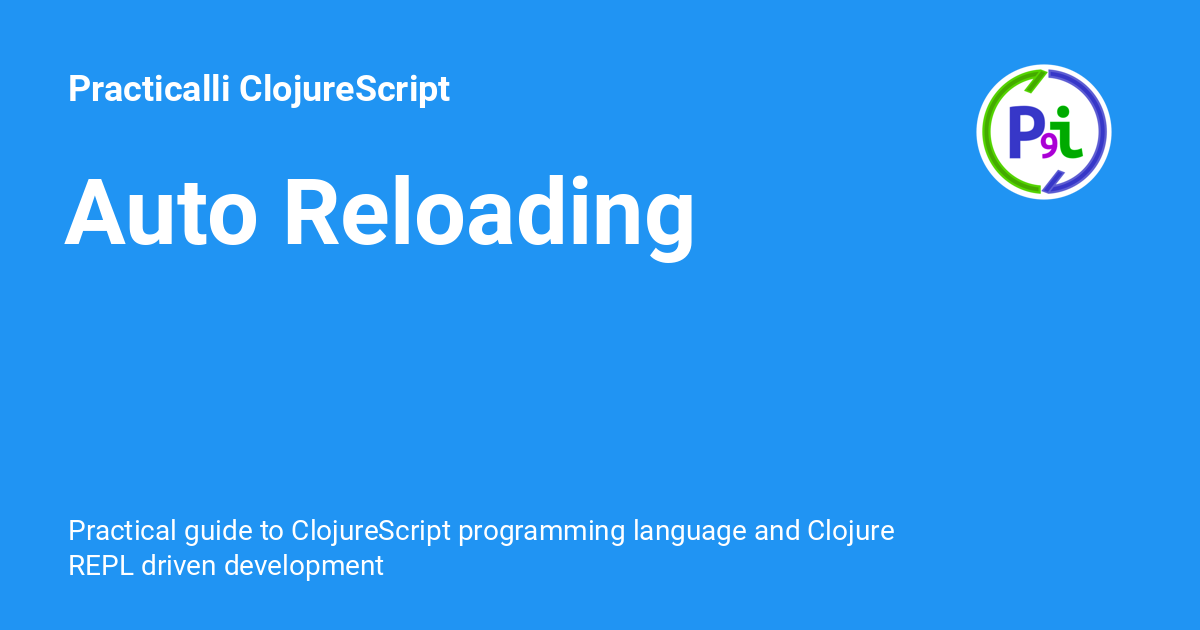 Practicalli ClojureScript
P9i
Auto Reloading
Practical guide to ClojureScript programming language and Clojure
REPL driven development